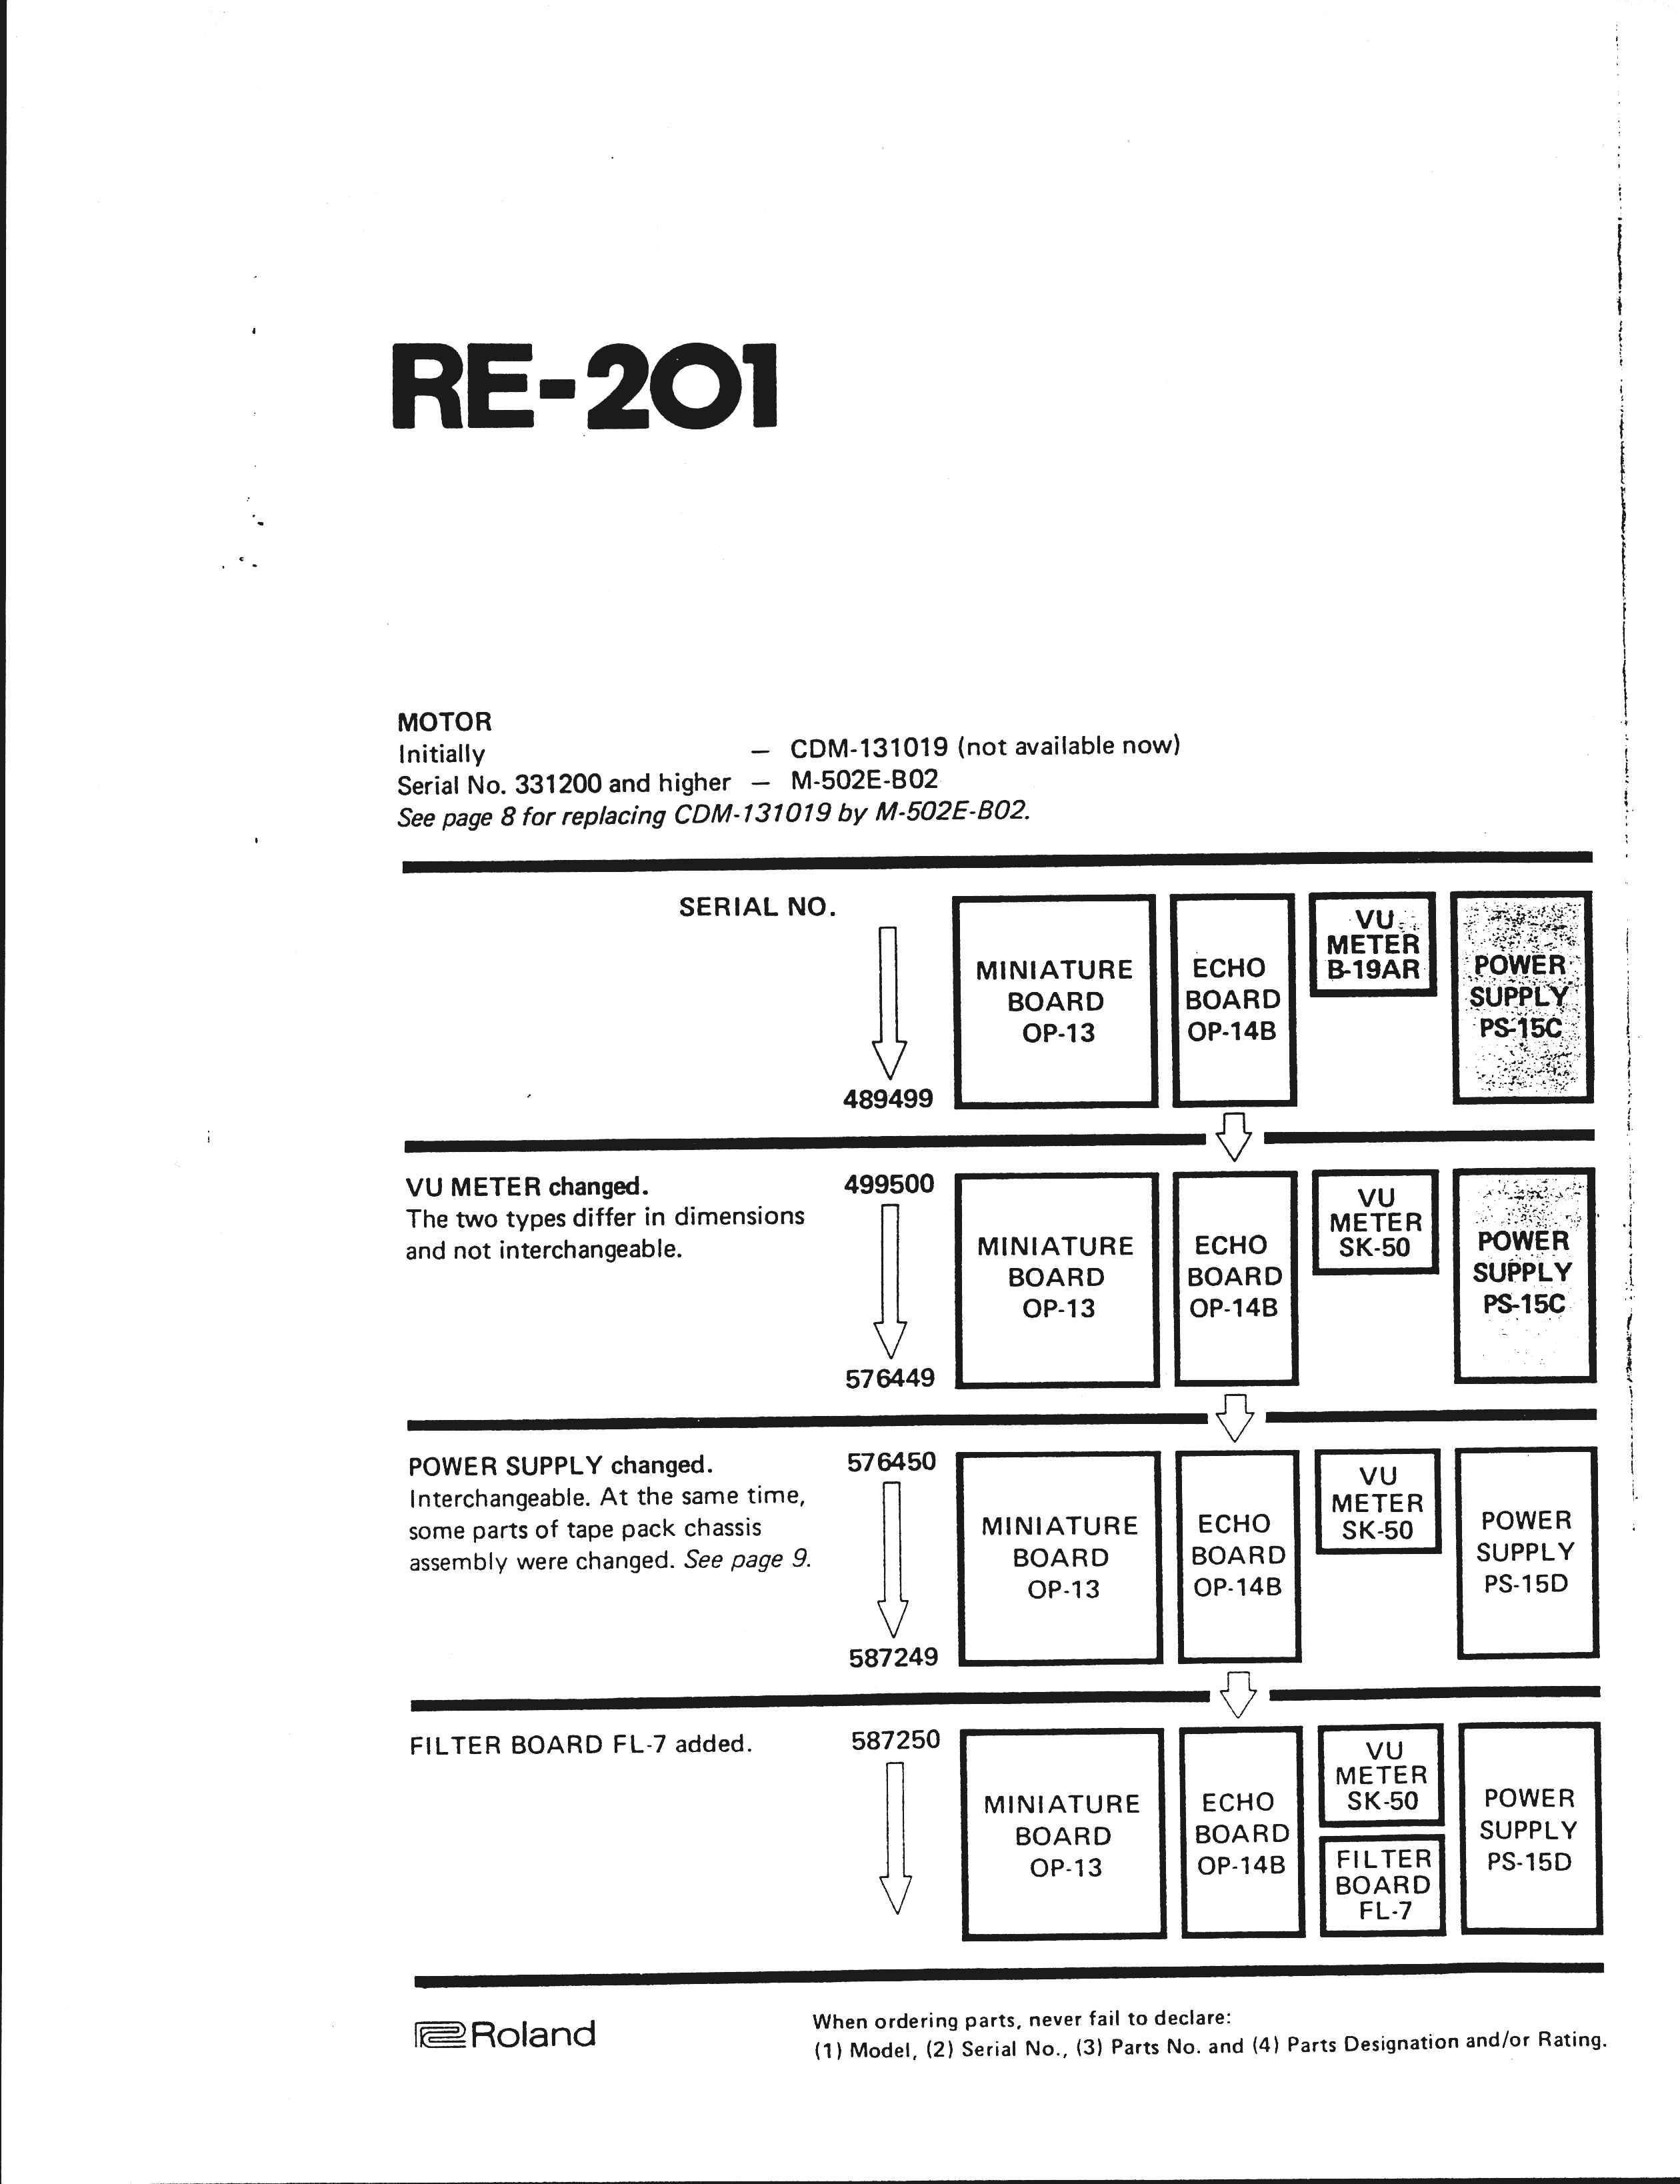 RE-201
MOTOR
Initially — CDM-131019 (not available now)
Serial No. 331200 and higher — M-502E-B02
See page 8 for replacing CDM-131019 by M-502E-B02.
SERIAL NO.
489499
MINIATURE
BOARD
OP-13
ECHO
BOARD
OP-14B
VU
METER
B-19AR
POWER
SUPPLY
PS-15C
VU METER changed.
The two types differ in dimensions
and not interchangeable.
499500
576449
MINIATURE
BOARD
OP-13
ECHO
BOARD
OP-14B
VU
METER
SK-50
POWER
SUPPLY
PS-15C
POWER SUPPLY changed.
Interchangeable. At the same time,
some parts of tape pack chassis
assembly were changed. See page 9.
576450
587249
MINIATURE
BOARD
OP-13
ECHO
BOARD
OP-14B
VU
METER
SK-50
POWER
SUPPLY
PS-15D
FILTER BOARD FL-7 added.
587250
MINIATURE
BOARD
OP-13
ECHO
BOARD
OP-14B
VU
METER
SK-50
FILTER
BOARD
FL-7
POWER
SUPPLY
PS-15D
Roland
When ordering parts, never fail to declare:
(1) Model, (2) Serial No., (3) Parts No. and (4) Parts Designation and/or Rating.